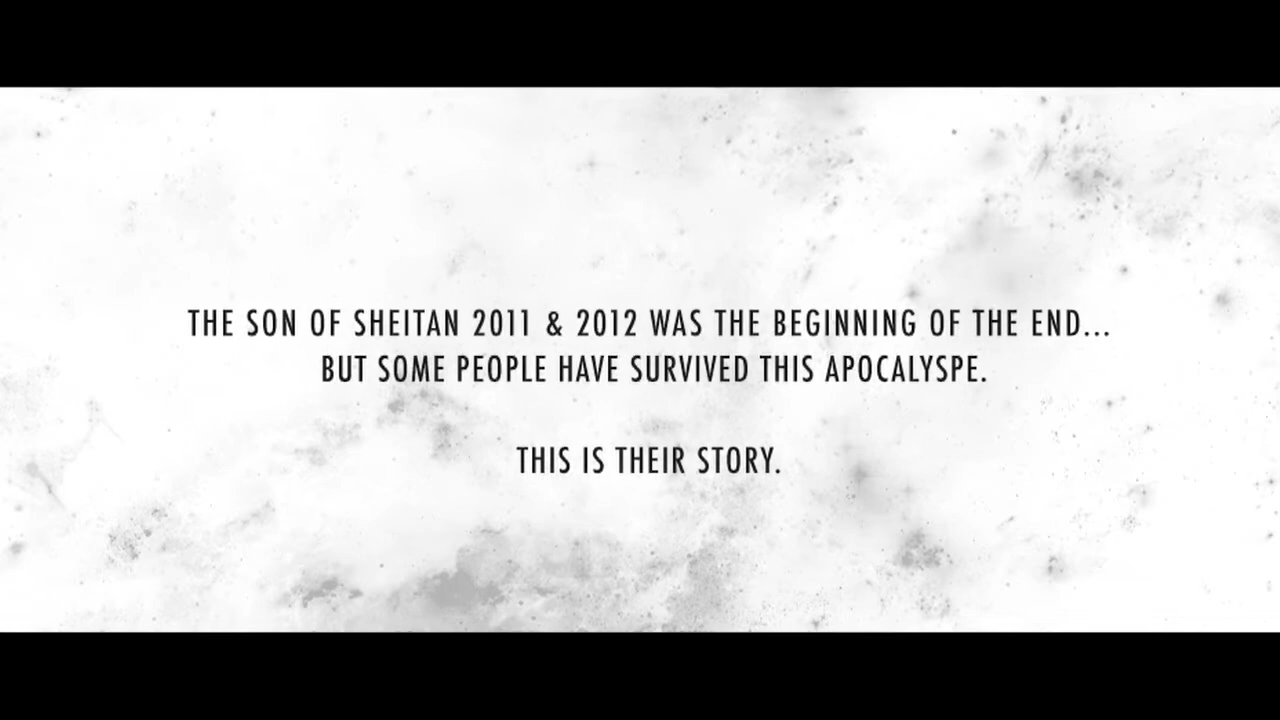 THE SON OF SHEITAN 2011 & 2012 WAS THE BEGINNING OF THE END...
BUT SOME PEOPLE HAVE SURVIVED THIS APOCALYSPE.
THIS IS THEIR STORY.